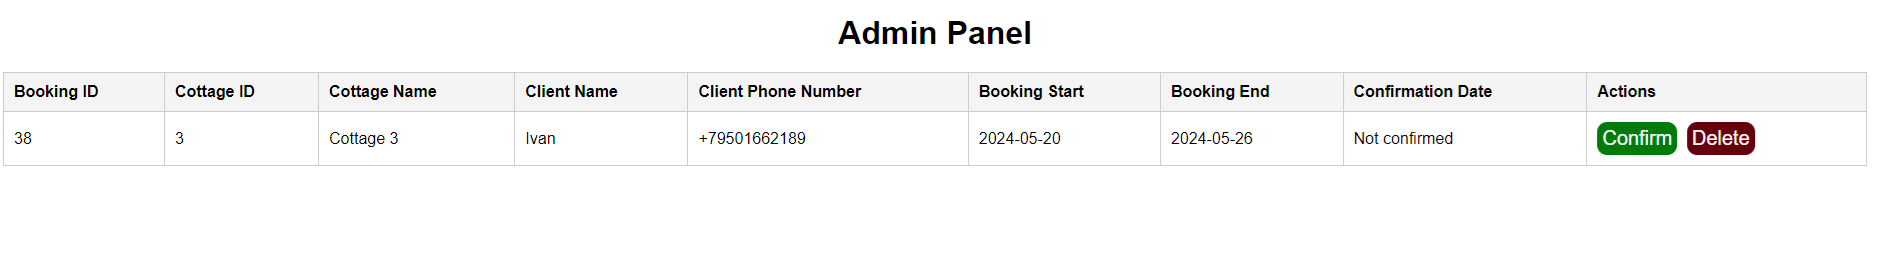 Admin Panel
Booking ID Cottage ID Cottage Name Client Name Client Phone Number Booking Start Booking End Confirmation Date Actions
38 3 Cottage 3 Ivan +79501662189 2024-05-20 2024-05-26 Not confirmed Confirm Delete